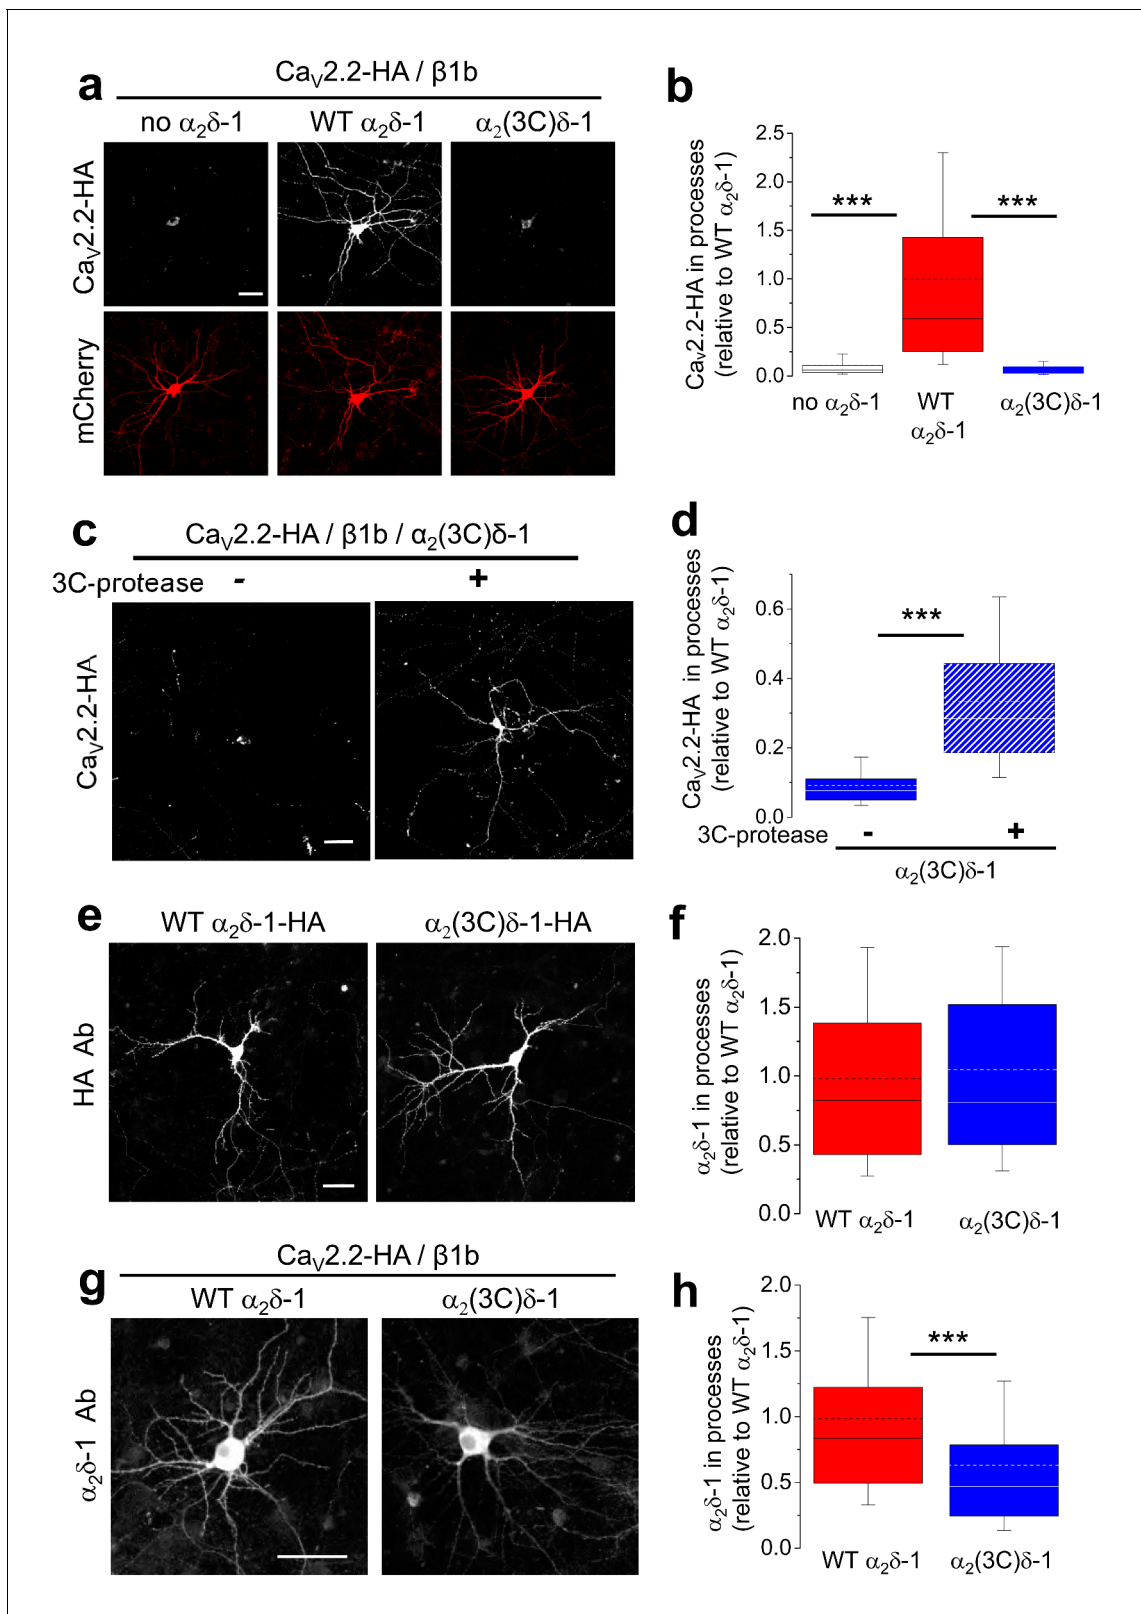 a
Ca_V2.2-HA / β1b
no α₂δ-1
WT α₂δ-1
α₂(3C)δ-1
Ca_V2.2-HA
mCherry
b
Ca_V2.2-HA in processes
(relative to WT α₂δ-1)
2.5
2.0
1.5
1.0
0.5
0.0
***
***
no α₂δ-1
WT
α₂δ-1
α₂(3C)δ-1
c
Ca_V2.2-HA / β1b / α₂(3C)δ-1
3C-protease
-
+
Ca_V2.2-HA
d
Ca_V2.2-HA in processes
(relative to WT α₂δ-1)
0.6
0.4
0.2
0.0
***
3C-protease
-
+
α₂(3C)δ-1
e
WT α₂δ-1-HA
α₂(3C)δ-1-HA
HA Ab
f
α₂δ-1 in processes
(relative to WT α₂δ-1)
2.0
1.5
1.0
0.5
0.0
WT α₂δ-1
α₂(3C)δ-1
g
Ca_V2.2-HA / β1b
WT α₂δ-1
α₂(3C)δ-1
α₂δ-1 Ab
h
α₂δ-1 in processes
(relative to WT α₂δ-1)
2.0
1.5
1.0
0.5
0.0
***
WT α₂δ-1
α₂(3C)δ-1